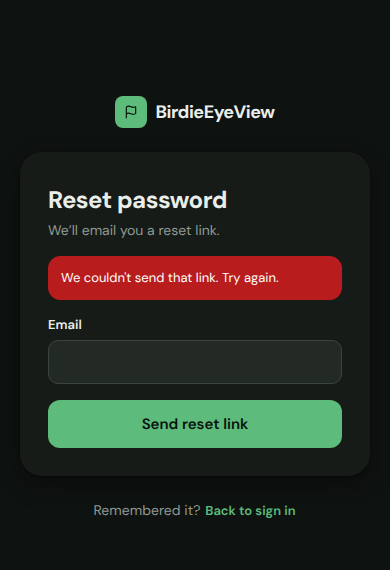 BirdieEyeView
Reset password
We'll email you a reset link.
We couldn't send that link. Try again.
Email
Send reset link
Remembered it? Back to sign in